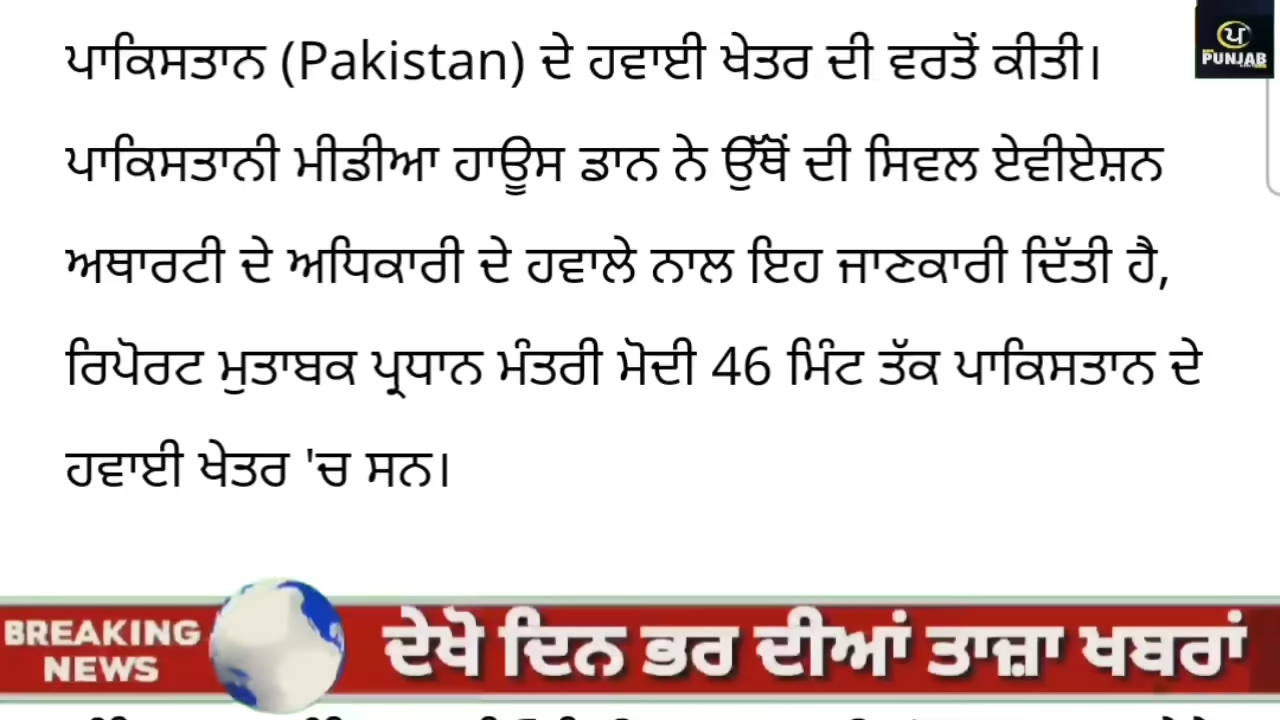 ਪਾਕਿਸਤਾਨ (Pakistan) ਦੇ ਹਵਾਈ ਖੇਤਰ ਦੀ ਵਰਤੋਂ ਕੀਤੀ।
ਪਾਕਿਸਤਾਨੀ ਮੀਡੀਆ ਹਾਊਸ ਡਾਨ ਨੇ ਉੱਥੋਂ ਦੀ ਸਿਵਲ ਏਵੀਏਸ਼ਨ
ਅਥਾਰਟੀ ਦੇ ਅਧਿਕਾਰੀ ਦੇ ਹਵਾਲੇ ਨਾਲ ਇਹ ਜਾਣਕਾਰੀ ਦਿੱਤੀ ਹੈ,
ਰਿਪੋਰਟ ਮੁਤਾਬਕ ਪ੍ਰਧਾਨ ਮੰਤਰੀ ਮੋਦੀ 46 ਮਿੰਟ ਤੱਕ ਪਾਕਿਸਤਾਨ ਦੇ
ਹਵਾਈ ਖੇਤਰ 'ਚ ਸਨ।
ਪ
PUNJAB
BREAKING
NEWS
ਦੇਖੋ ਦਿਨ ਭਰ ਦੀਆਂ ਤਾਜ਼ਾ ਖਬਰਾਂ